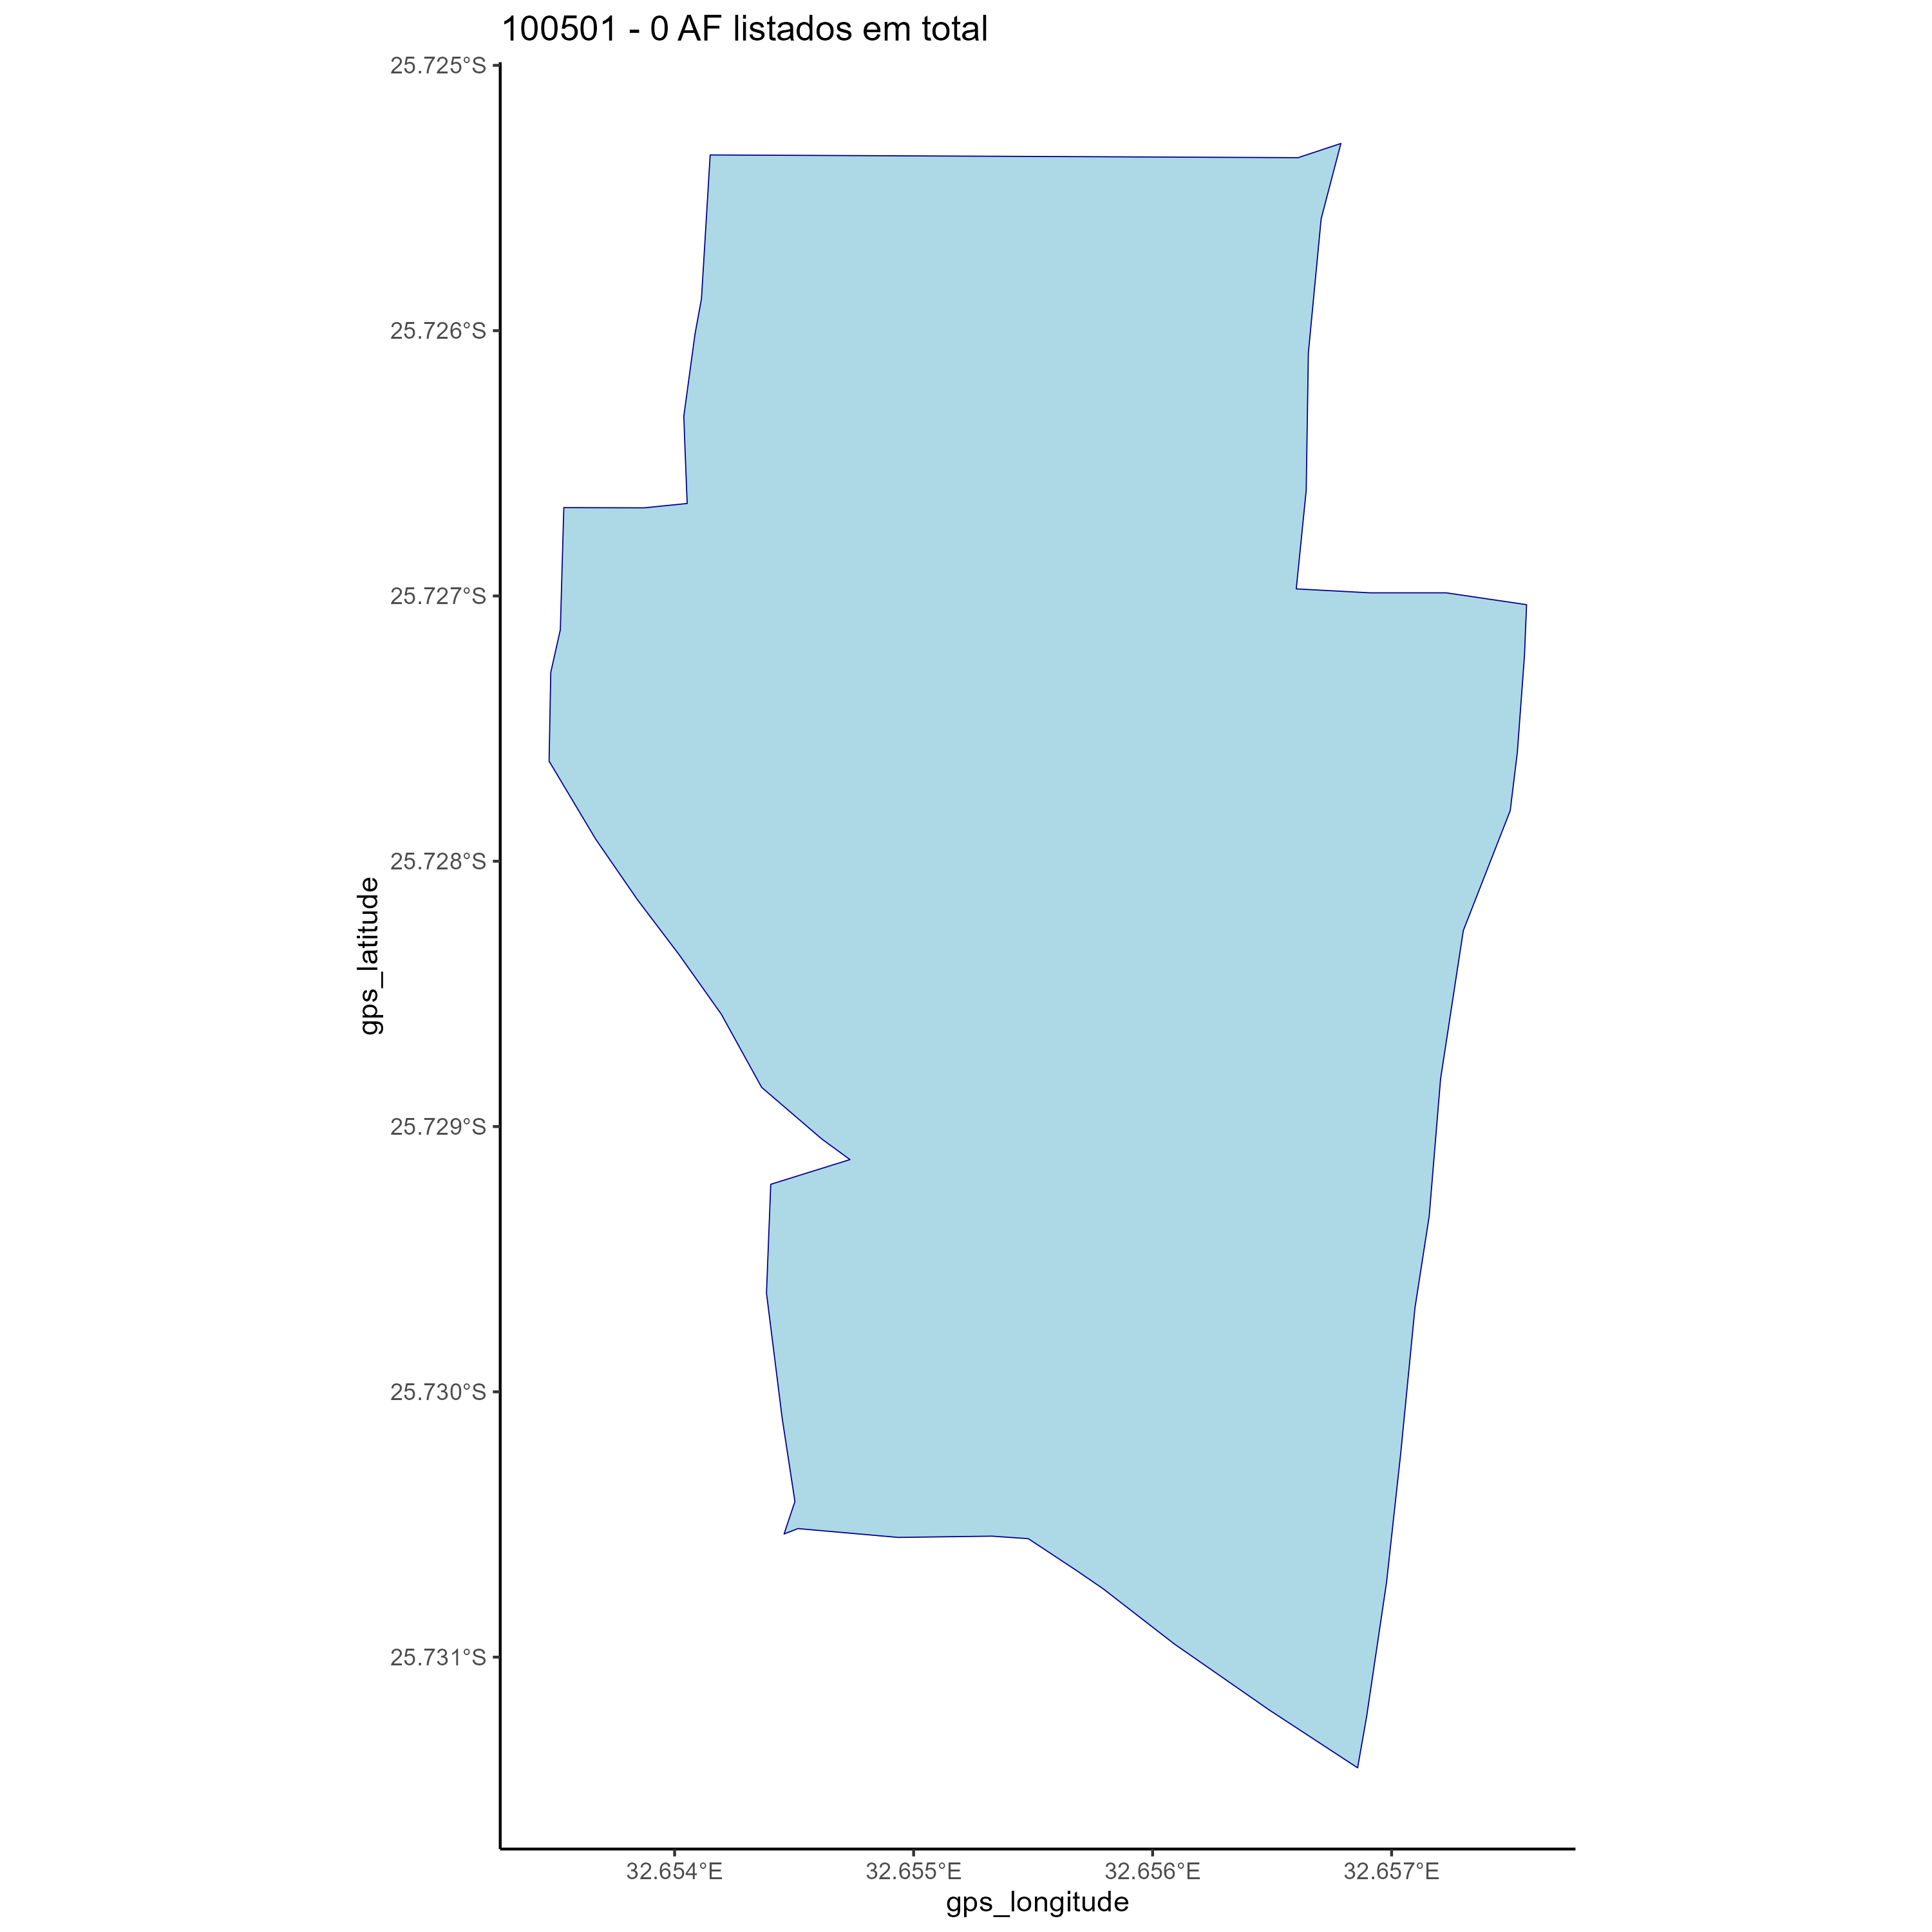 100501 - 0 AF listados em total
25.725°S
25.726°S
25.727°S
25.728°S
25.729°S
25.730°S
25.731°S
gps_latitude
32.654°E 32.655°E 32.656°E 32.657°E
gps_longitude